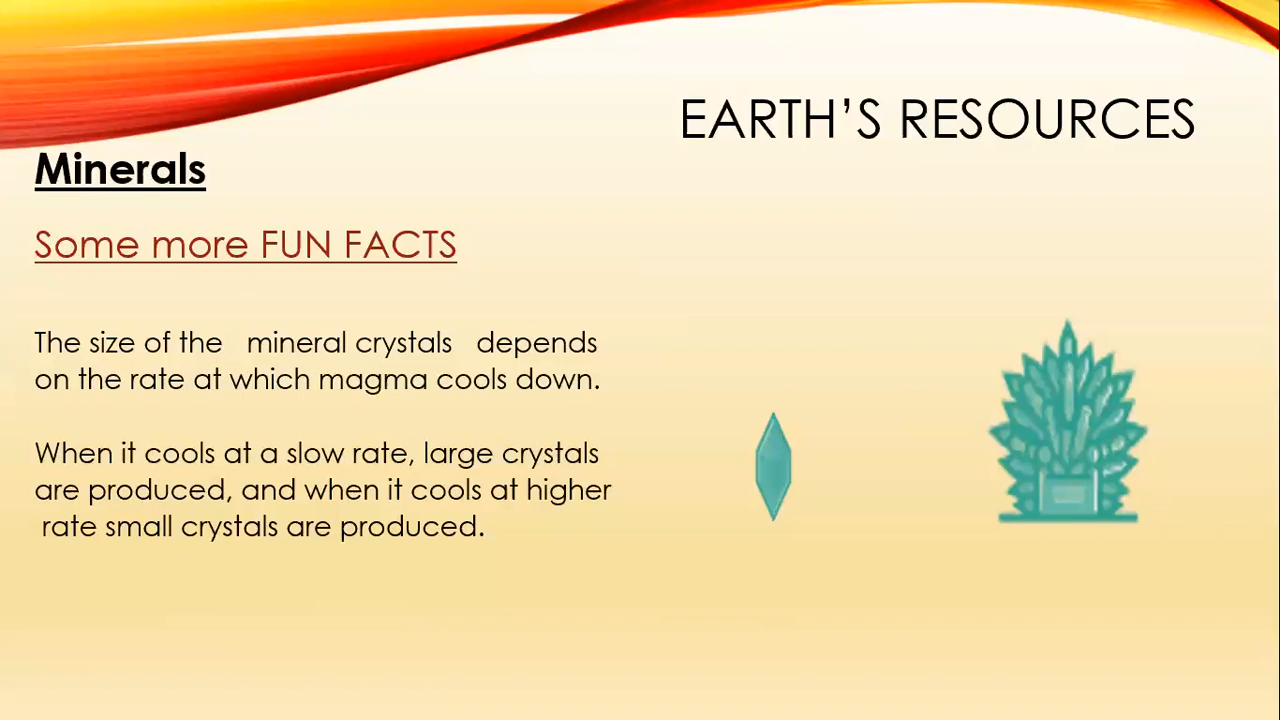 EARTH’S RESOURCES
Minerals
Some more FUN FACTS
The size of the mineral crystals depends
on the rate at which magma cools down.
When it cools at a slow rate, large crystals
are produced, and when it cools at higher
rate small crystals are produced.